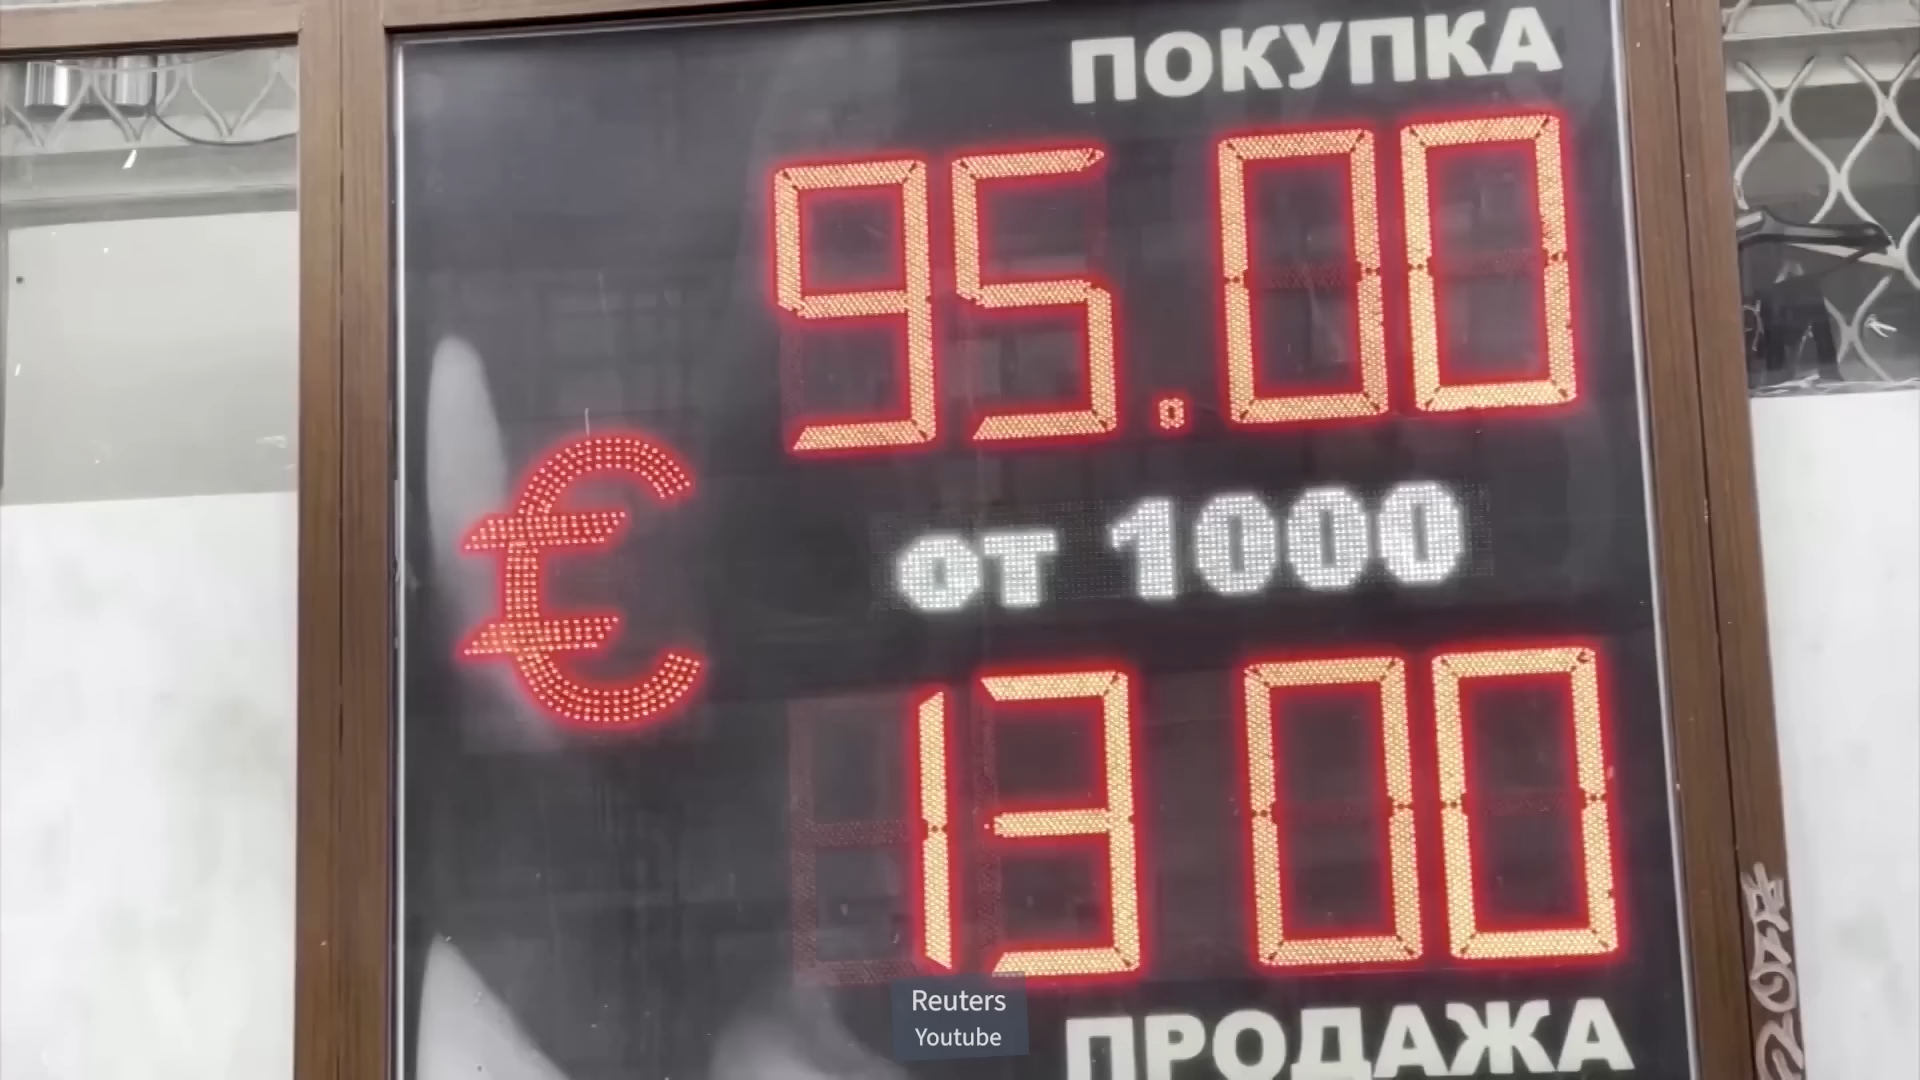 ПОКУПКА
95.00
€
от 1000
13 00
ПРОДАЖА
Reuters
Youtube